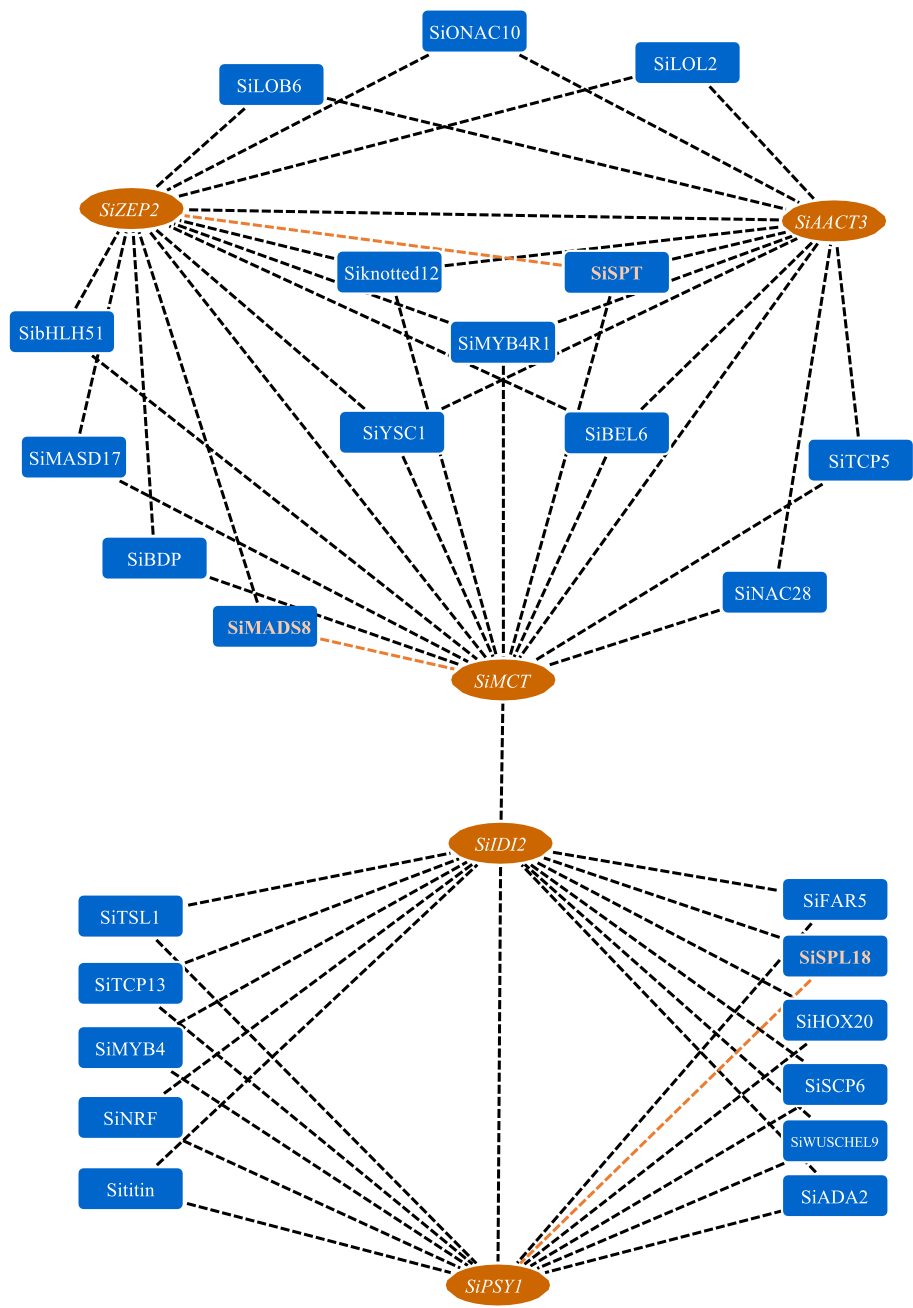 SiONAC10
SiLOL2
SiLOB6
SiZEP2
SiAACT3
Siknotted12
SiSPT
SibHLH51
SiMYB4R1
SiYSC1
SiBEL6
SiMASD17
SiTCP5
SiBDP
SiNAC28
SiMADS8
SiMCT
SiIDI2
SiTSL1
SiFAR5
SiSPL18
SiTCP13
SiHOX20
SiMYB4
SiSCP6
SiNRF
SiWUSCHEL9
Sititin
SiADA2
SiPSY1